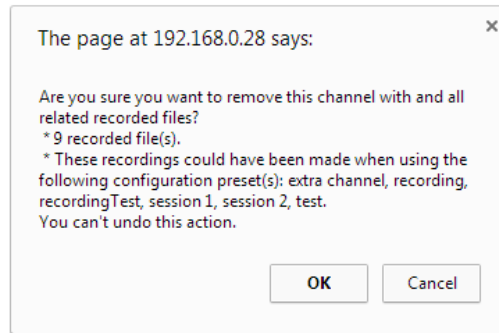 The page at 192.168.0.28 says:
Are you sure you want to remove this channel with and all
related recorded files?
* 9 recorded file(s).
* These recordings could have been made when using the
following configuration preset(s): extra channel, recording,
recordingTest, session 1, session 2, test.
You can't undo this action.
OK Cancel